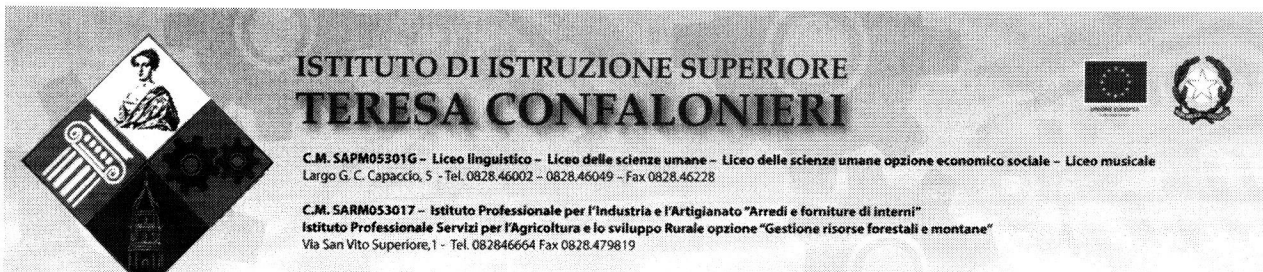 ISTITUTO DI ISTRUZIONE SUPERIORE
TERESA CONFALONIERI
UNIONE EUROPEA
C.M. SAPM05301G – Liceo linguistico – Liceo delle scienze umane – Liceo delle scienze umane opzione economico sociale – Liceo musicale
Largo G. C. Capaccio, 5 - Tel. 0828.46002 – 0828.46049 – Fax 0828.46228
C.M. SARM053017 – Istituto Professionale per l'Industria e l'Artigianato "Arredi e forniture di interni"
Istituto Professionale Servizi per l'Agricoltura e lo sviluppo Rurale opzione "Gestione risorse forestali e montane"
Via San Vito Superiore,1 - Tel. 082846664 Fax 0828.479819